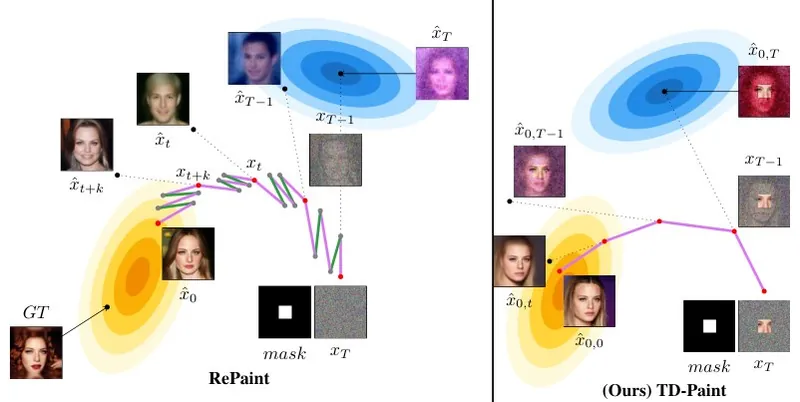 x̂_T
x̂_{T−1}
x_{T−1}
x̂_t
x_t
x_{t+k}
x̂_{t+k}
x̂_0
GT
mask
x_T
RePaint
x̂_{0,T}
x̂_{0,T−1}
x_{T−1}
x̂_{0,t}
x̂_{0,0}
mask
x_T
(Ours) TD-Paint